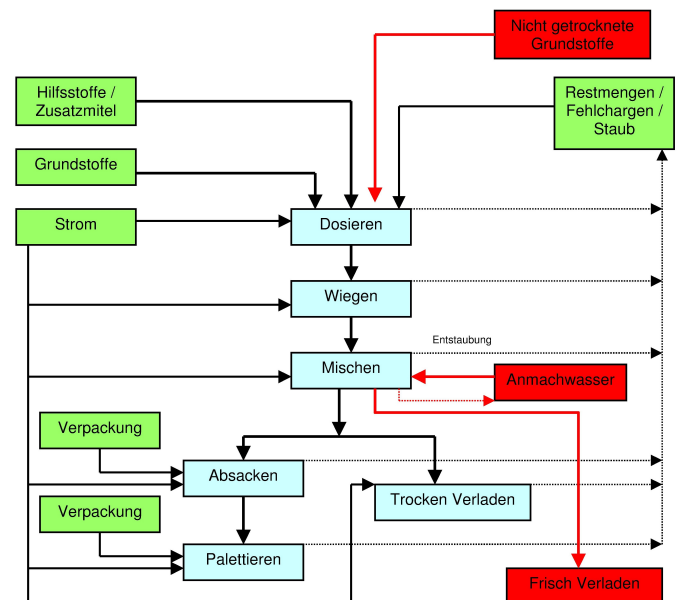 Nicht getrocknete
Grundstoffe
Hilfsstoffe /
Zusatzmitel
Restmengen /
Fehlchargen /
Staub
Grundstoffe
Strom
Dosieren
Wiegen
Entstaubung
Mischen
Anmachwasser
Verpackung
Absacken
Trocken Verladen
Verpackung
Palettieren
Frisch Verladen